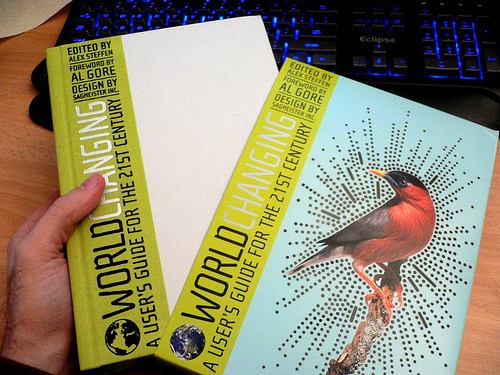 EDITED BY
ALEX STEFFEN
FOREWORD BY
AL GORE
DESIGN BY
SAGMEISTER INC.
WORLDCHANGING
A USER'S GUIDE FOR THE 21ST CENTURY
EDITED BY
ALEX STEFFEN
FOREWORD BY
AL GORE
DESIGN BY
SAGMEISTER INC.
WORLDCHANGING
A USER'S GUIDE FOR THE 21ST CENTURY
Eclipse